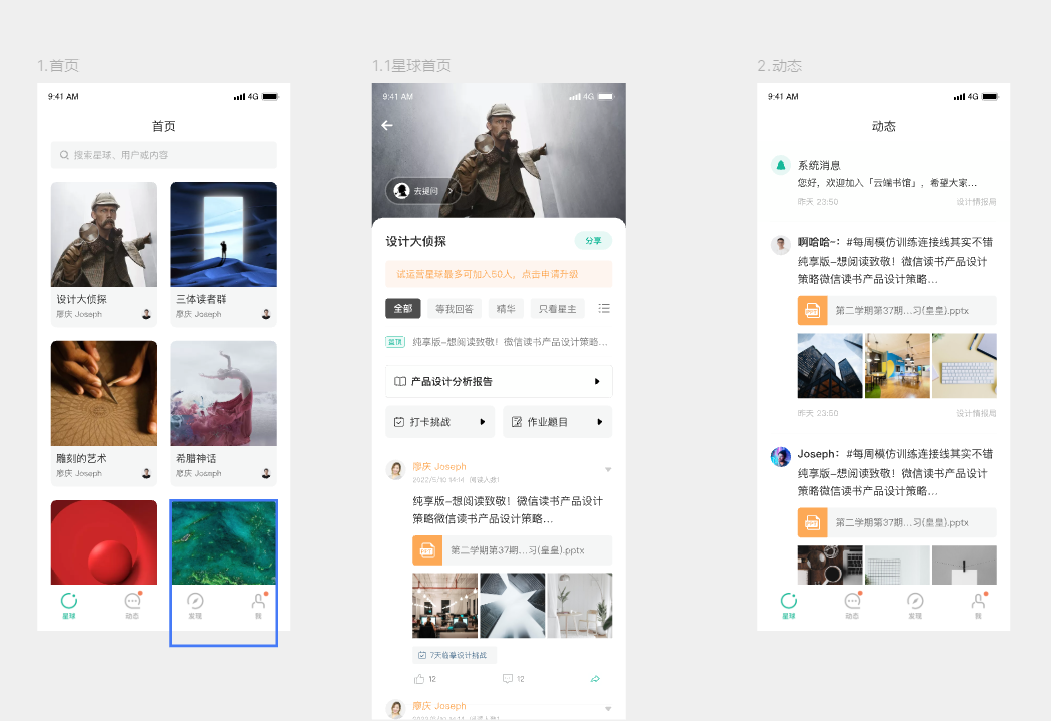 1.首页
9:41 AM
4G
首页
搜索星球、用户或内容
设计大侦探
廖庆 Joseph
三体读者群
廖庆 Joseph
雕刻的艺术
廖庆 Joseph
希腊神话
廖庆 Joseph
星球
动态
发现
我
1.1星球首页
9:41 AM
4G
去提问
设计大侦探
分享
试运营星球最多可加入50人，点击申请升级
全部
等我回答
精华
只看星主
置顶
纯享版-想阅读致敬！微信读书产品设计策略...
产品设计分析报告
打卡挑战
作业题目
廖庆 Joseph
2022/5/10 14:14 阅读人数1
纯享版-想阅读致敬！微信读书产品设计
策略微信读书产品设计策略...
PPT
第二学期第37期...习(皇皇).pptx
7天临摹设计挑战
12
12
廖庆 Joseph
2.动态
9:41 AM
4G
动态
系统消息
您好，欢迎加入「云端书馆」，希望大家...
昨天 23:50
设计情报局
啊哈哈~：#每周模仿训练连接线其实不错
纯享版-想阅读致敬！微信读书产品设计
策略微信读书产品设计策略...
PPT
第二学期第37期...习(皇皇).pptx
昨天 23:50
设计情报局
Joseph：#每周模仿训练连接线其实不错
纯享版-想阅读致敬！微信读书产品设计
策略微信读书产品设计策略...
PPT
第二学期第37期...习(皇皇).pptx
星球
动态
发现
我